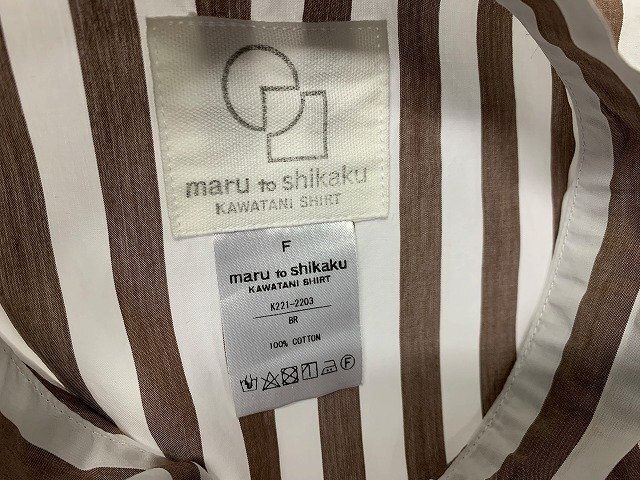 maru to shikaku
KAWATANI SHIRT
F
maru to shikaku
KAWATANI SHIRT
K221-2203
BR
100% COTTON
F